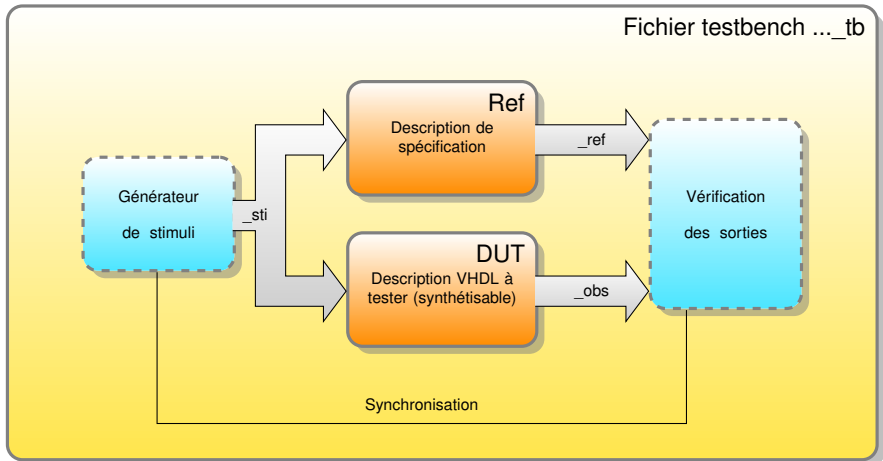 Fichier testbench ..._tb
Ref
Description de
spécification
_ref
Générateur
de stimuli
_sti
Vérification
des sorties
DUT
Description VHDL à
tester (synthétisable)
_obs
Synchronisation